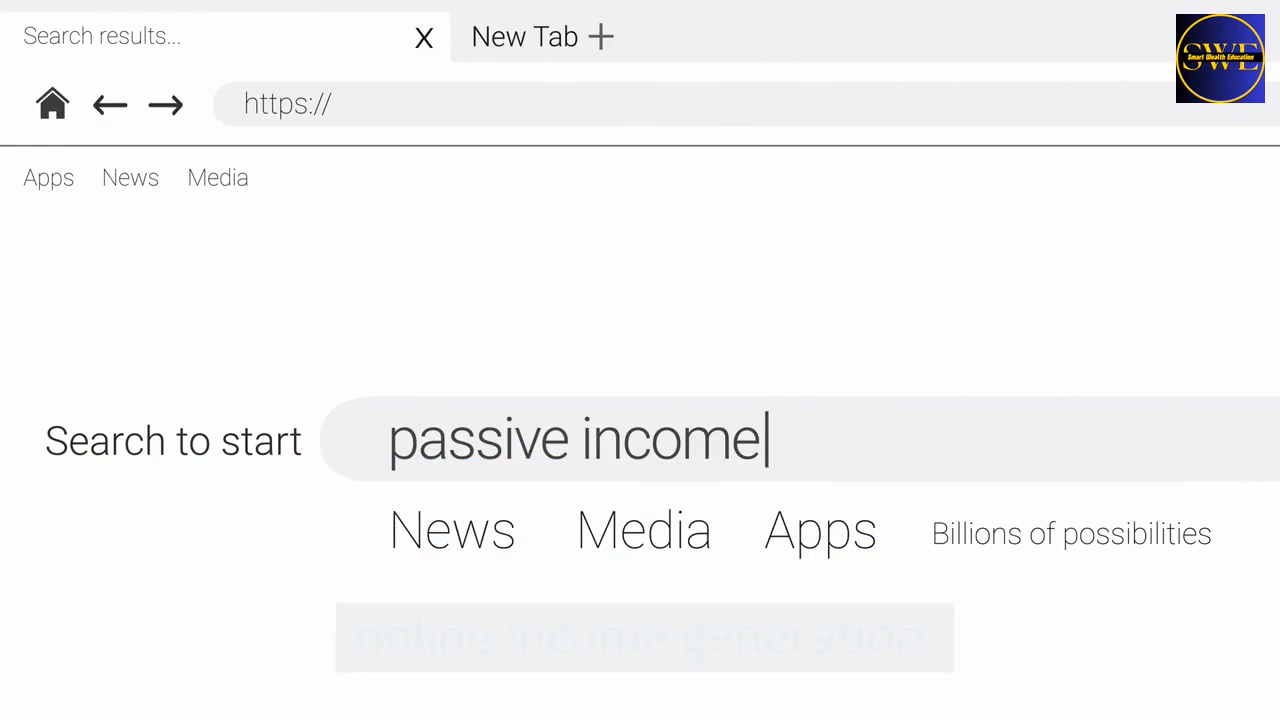 Search results...
X
New Tab +
SWE
Smart Wealth Education
https://
Apps News Media
Search to start
passive income
News Media Apps Billions of possibilities
online income generation